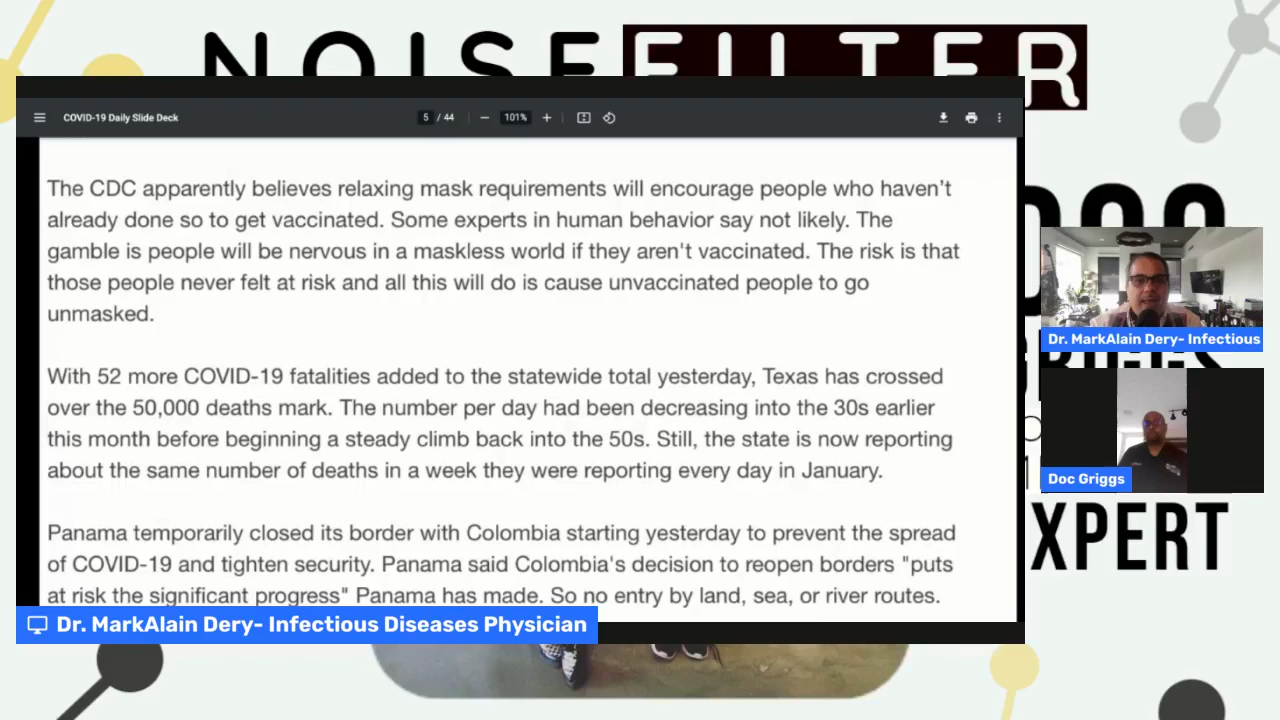 NOISEFILTER
COVID-19 Daily Slide Deck
5 / 44
101%
The CDC apparently believes relaxing mask requirements will encourage people who haven’t
already done so to get vaccinated. Some experts in human behavior say not likely. The
gamble is people will be nervous in a maskless world if they aren't vaccinated. The risk is that
those people never felt at risk and all this will do is cause unvaccinated people to go
unmasked.
With 52 more COVID-19 fatalities added to the statewide total yesterday, Texas has crossed
over the 50,000 deaths mark. The number per day had been decreasing into the 30s earlier
this month before beginning a steady climb back into the 50s. Still, the state is now reporting
about the same number of deaths in a week they were reporting every day in January.
Panama temporarily closed its border with Colombia starting yesterday to prevent the spread
of COVID-19 and tighten security. Panama said Colombia's decision to reopen borders "puts
at risk the significant progress" Panama has made. So no entry by land, sea, or river routes.
Dr. MarkAlain Dery- Infectious Diseases Physician
Dr. MarkAlain Dery- Infectious
Doc Griggs
XPERT